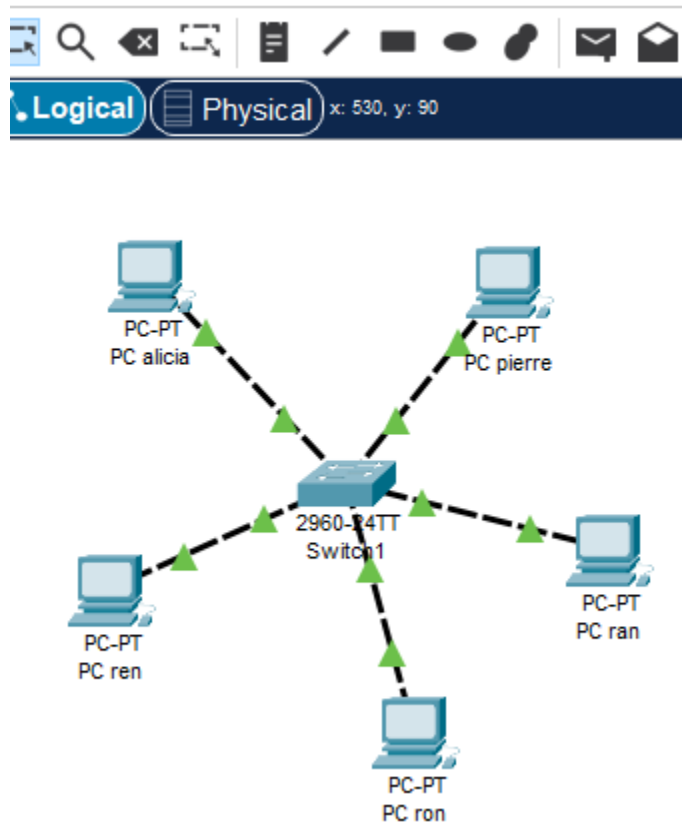 Logical
Physical
x: 530, y: 90
PC-PT
PC alicia
PC-PT
PC pierre
2960-24TT
Switch1
PC-PT
PC ran
PC-PT
PC ren
PC-PT
PC ron